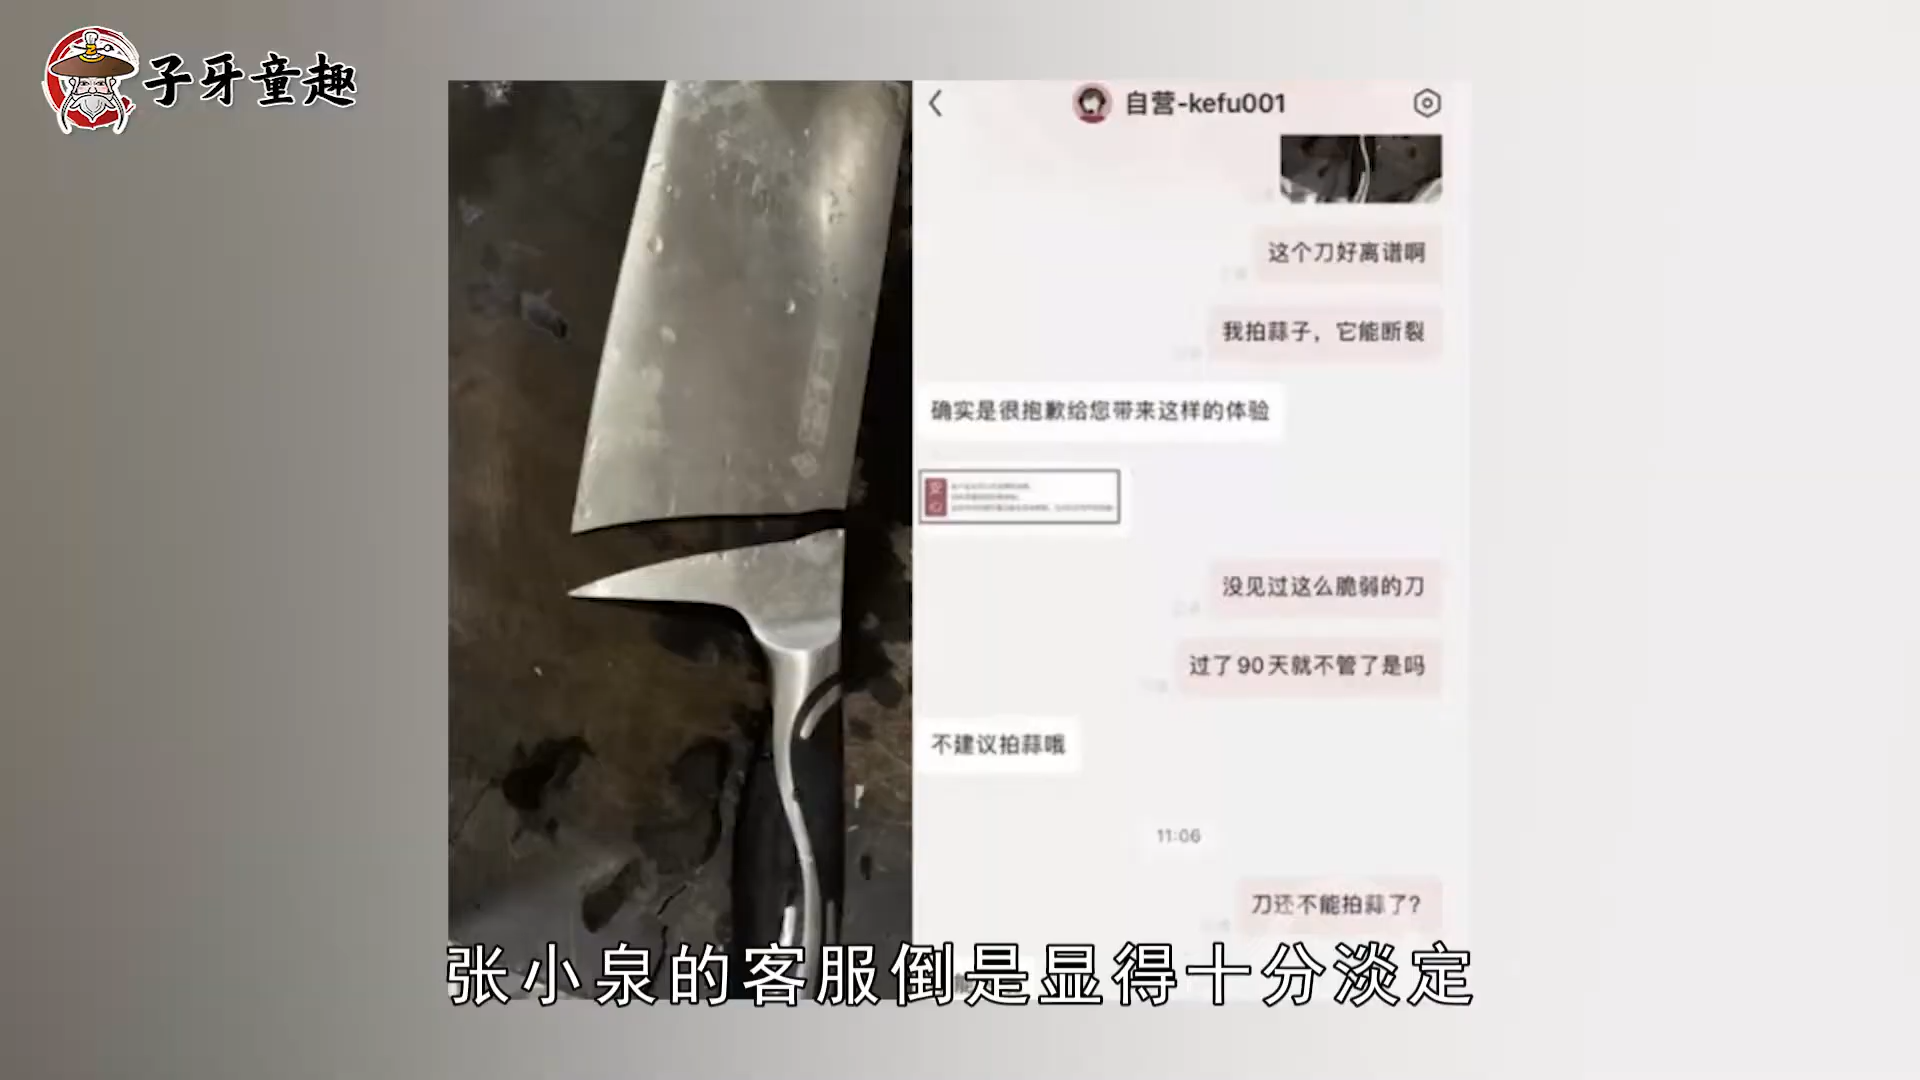 子牙童趣
自营-kefu001
这个刀好离谱啊
我拍蒜子，它能断裂
确实是很抱歉给您带来这样的体验
没见过这么脆弱的刀
过了90天就不管了是吗
不建议拍蒜哦
11:06
刀还不能拍蒜了?
张小泉的客服倒是显得十分淡定